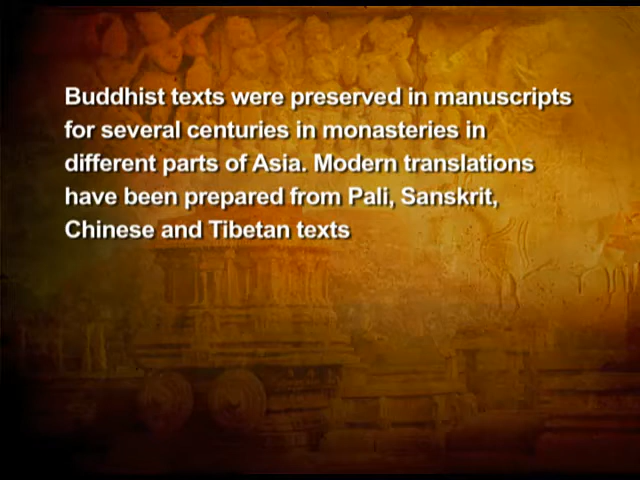 Buddhist texts were preserved in manuscripts
for several centuries in monasteries in
different parts of Asia. Modern translations
have been prepared from Pali, Sanskrit,
Chinese and Tibetan texts